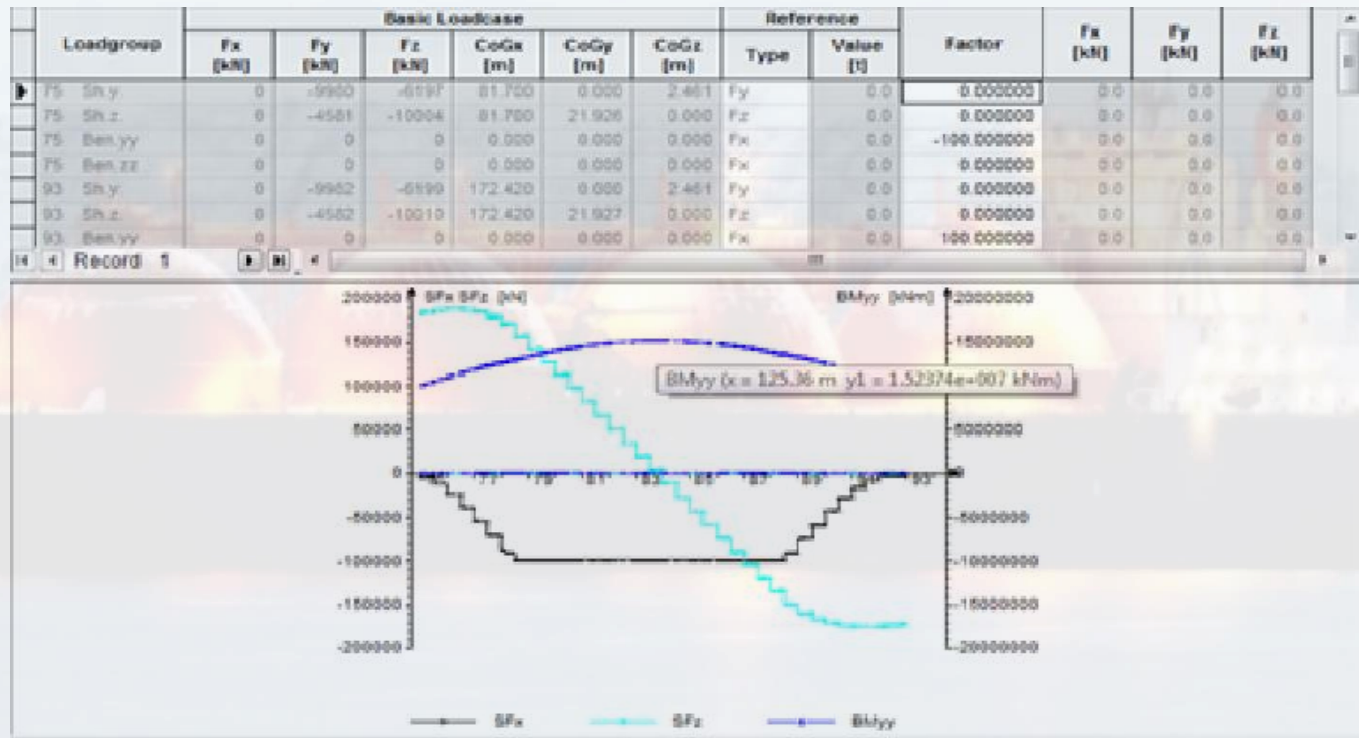 Basic Loadcase Reference
Loadgroup Fx [kN] Fy [kN] Fz [kN] CoGx [m] CoGy [m] CoGz [m] Type Value [t] Factor Fx [kN] Fy [kN] Fz [kN]
75 Sh.y. 0 -9980 -6197 81.700 0.000 2.461 Fy 0.0 0.000000 0.0 0.0 0.0
75 Sh.z. 0 -4581 -10004 81.700 21.926 0.000 Fz 0.0 0.000000 0.0 0.0 0.0
75 Ben.yy 0 0 0 0.000 0.000 0.000 Fx 0.0 -100.000000 0.0 0.0 0.0
75 Ben.zz 0 0 0 0.000 0.000 0.000 Fx 0.0 0.000000 0.0 0.0 0.0
93 Sh.y. 0 -9982 -6199 172.420 0.000 2.461 Fy 0.0 0.000000 0.0 0.0 0.0
93 Sh.z. 0 -4582 -10010 172.420 21.927 0.000 Fz 0.0 0.000000 0.0 0.0 0.0
93 Ben.yy 0 0 0 0.000 0.000 0.000 Fx 0.0 100.000000 0.0 0.0 0.0
Record 1
200000 SFx SFz [kN] BMyy [kNm] 20000000
150000 15000000
BMyy (x = 125.36 m y1 = 1.52374e+007 kNm)
100000
50000 5000000
0 77 79 81 83 85 87 89 93 0
-50000 -5000000
-100000 -10000000
-150000 -15000000
-200000 -20000000
SFx SFz BMyy